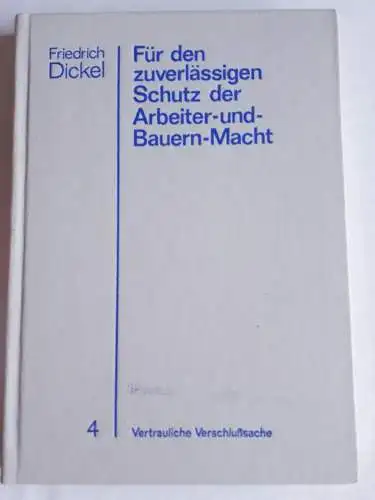 Friedrich
Dickel
Für den
zuverlässigen
Schutz der
Arbeiter-und-
Bauern-Macht
4
Vertrauliche Verschlußsache